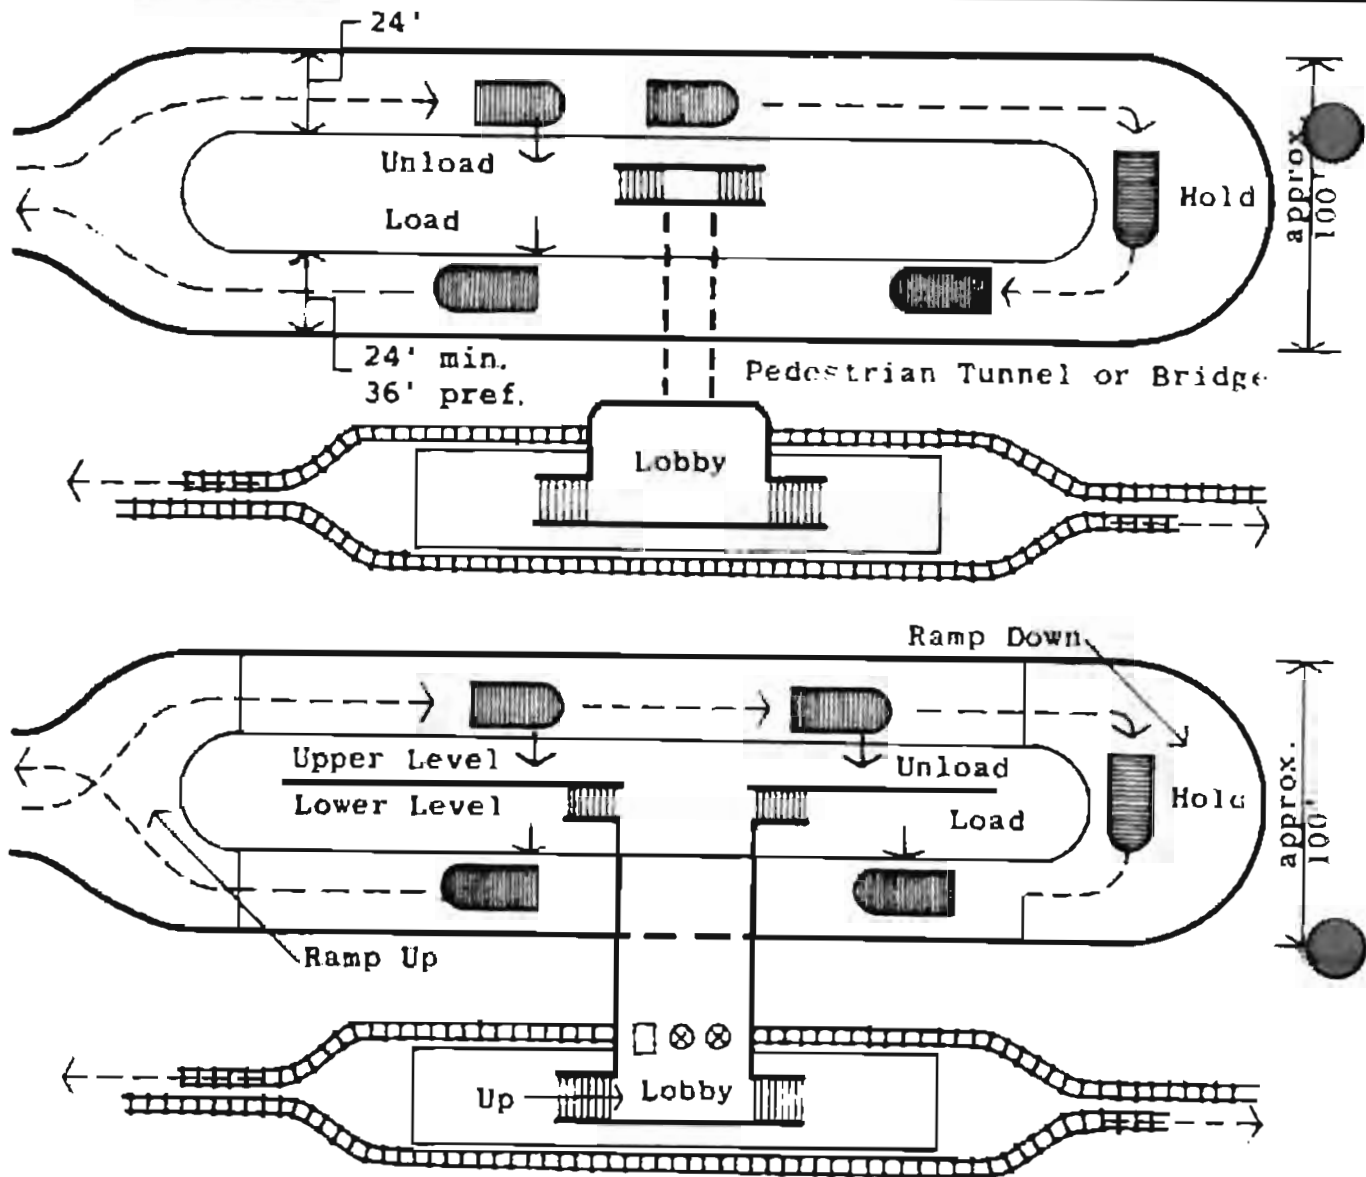 24'
Unload
Load
Hold
approx.
100'
24' min.
36' pref.
Pedestrian Tunnel or Bridge
Lobby
Ramp Down
Upper Level
Lower Level
Unload
Load
Hold
approx.
100'
Ramp Up
Up
Lobby